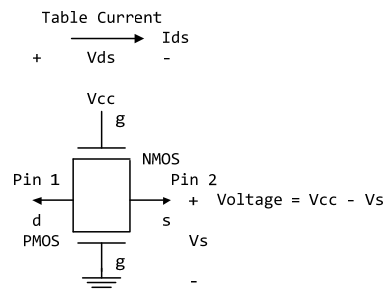 Table Current
Ids
+ Vds -
Vcc
g
NMOS
Pin 1 Pin 2
+ Voltage = Vcc - Vs
d s
PMOS Vs
g
-